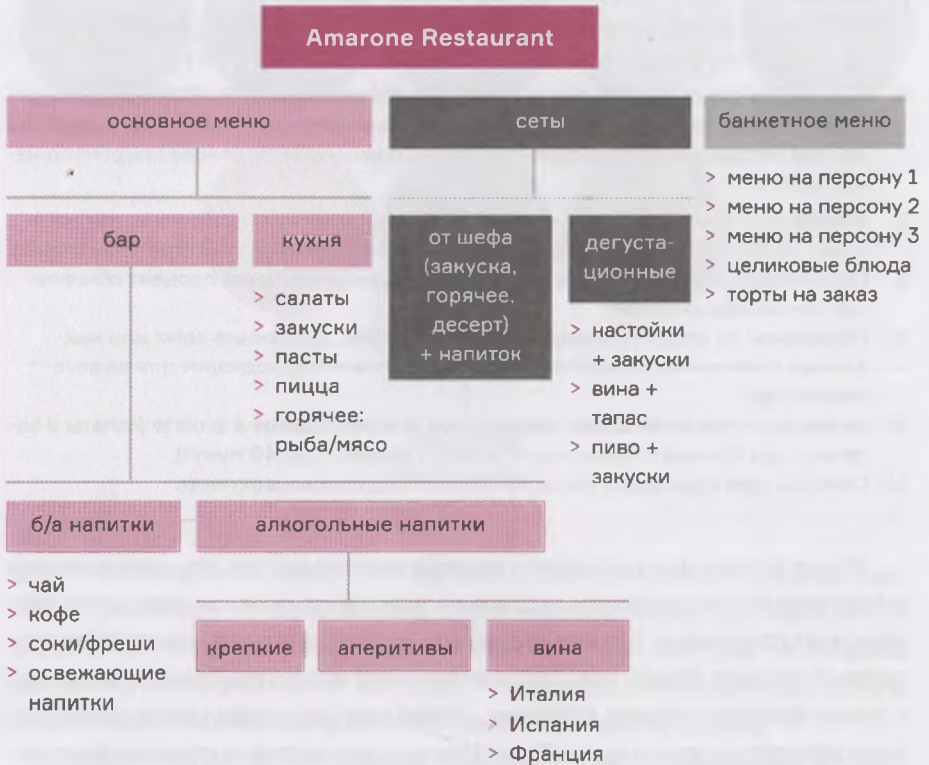 Amarone Restaurant
основное меню
сеты
банкетное меню
> меню на персону 1
> меню на персону 2
> меню на персону 3
> целиковые блюда
> торты на заказ
бар
кухня
> салаты
> закуски
> пасты
> пицца
> горячее:
рыба/мясо
от шефа
(закуска,
горячее,
десерт)
+ напиток
дегуста-
ционные
> настойки
+ закуски
> вина +
тапас
> пиво +
закуски
б/а напитки
> чай
> кофе
> соки/фреши
> освежающие
напитки
алкогольные напитки
крепкие
аперитивы
вина
> Италия
> Испания
> Франция